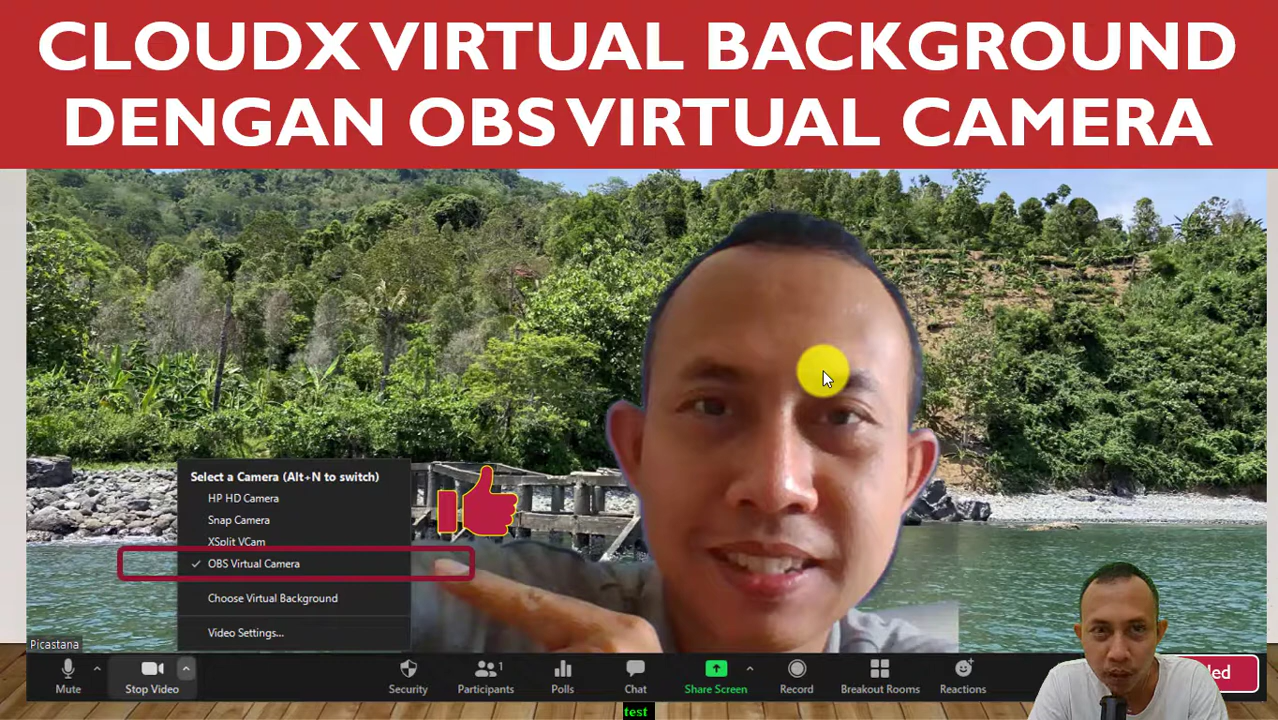 CLOUDX VIRTUAL BACKGROUND
DENGAN OBS VIRTUAL CAMERA
Select a Camera (Alt+N to switch)
HP HD Camera
Snap Camera
XSplit VCam
✓ OBS Virtual Camera
Choose Virtual Background
Video Settings...
Picastana
Mute
Stop Video
Security
1
Participants
Polls
Chat
Share Screen
Record
Breakout Rooms
Reactions
test